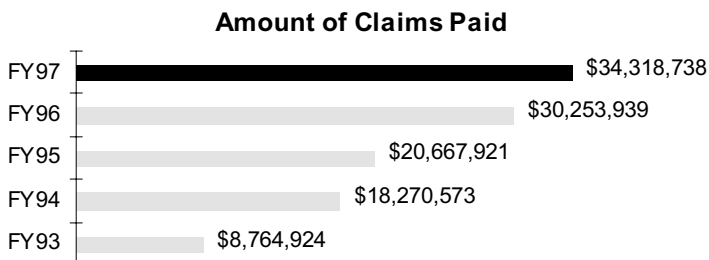 Amount of Claims Paid
FY97 $34,318,738
FY96 $30,253,939
FY95 $20,667,921
FY94 $18,270,573
FY93 $8,764,924